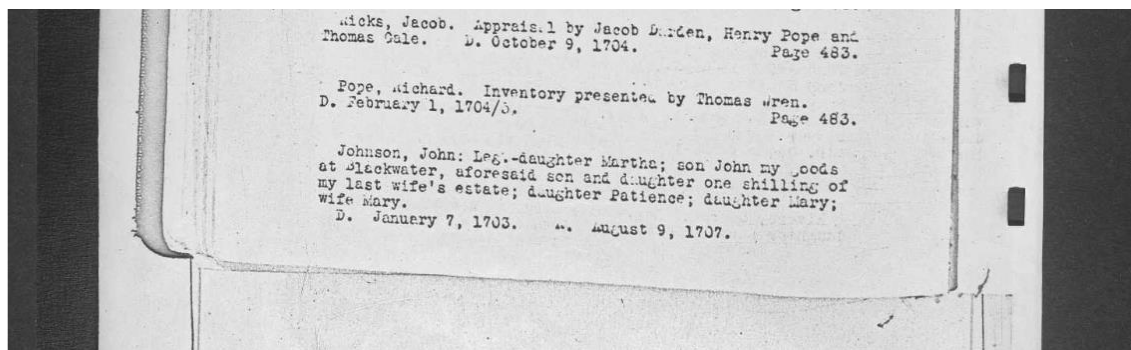 Ricks, Jacob. Appraisal by Jacob Darden, Henry Pope and
Thomas Gale. D. October 9, 1704. Page 483.
Pope, Richard. Inventory presented by Thomas Wren.
D. February 1, 1704/5. Page 483.
Johnson, John: Leg.-daughter Martha; son John my goods
at Blackwater, aforesaid son and daughter one shilling of
my last wife's estate; daughter Patience; daughter Mary;
wife Mary.
D. January 7, 1703. R. August 9, 1707.